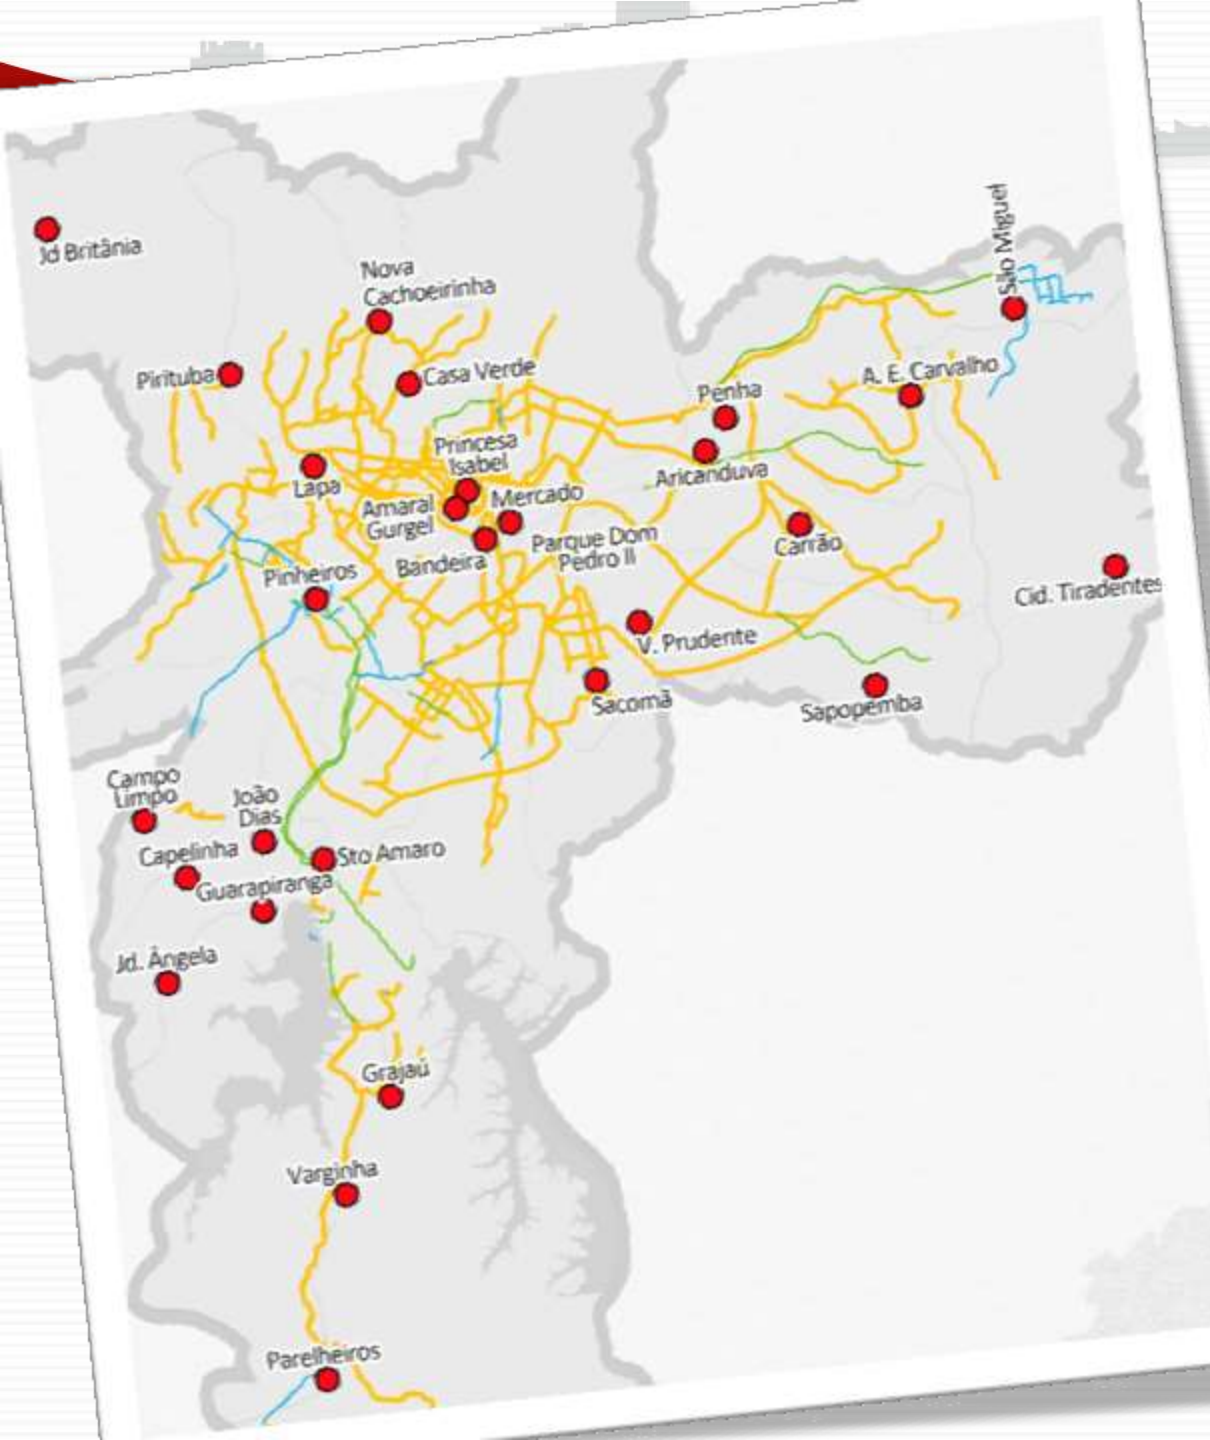 São Miguel
Jd Britânia
Nova
Cachoeirinha
Pirituba
Casa Verde
A. E. Carvalho
Penha
Princesa
Isabel
Aricanduva
Lapa
Amaral
Gurgel
Mercado
Parque Dom
Pedro II
Bandeira
Carrão
Pinheiros
Cid. Tiradentes
V. Prudente
Sacomã
Sapopemba
Campo
Limpo
João
Dias
Capelinha
Sto Amaro
Guarapiranga
Jd. Ângela
Grajaú
Varginha
Parelheiros